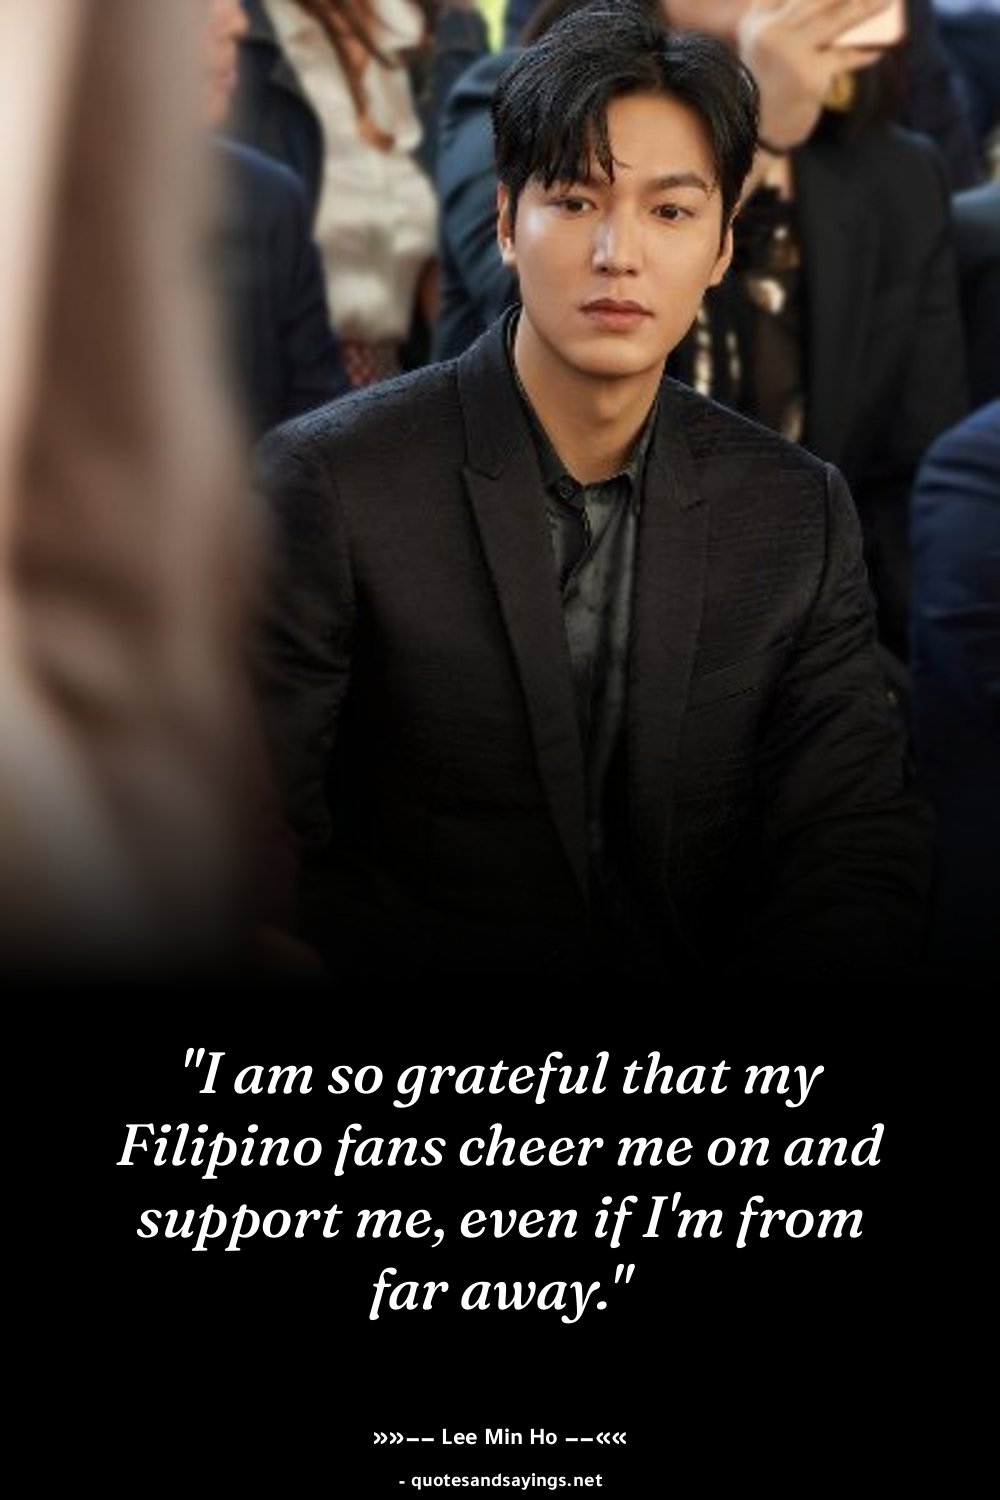 "I am so grateful that my
Filipino fans cheer me on and
support me, even if I'm from
far away."
»»−− Lee Min Ho −−««
- quotesandsayings.net